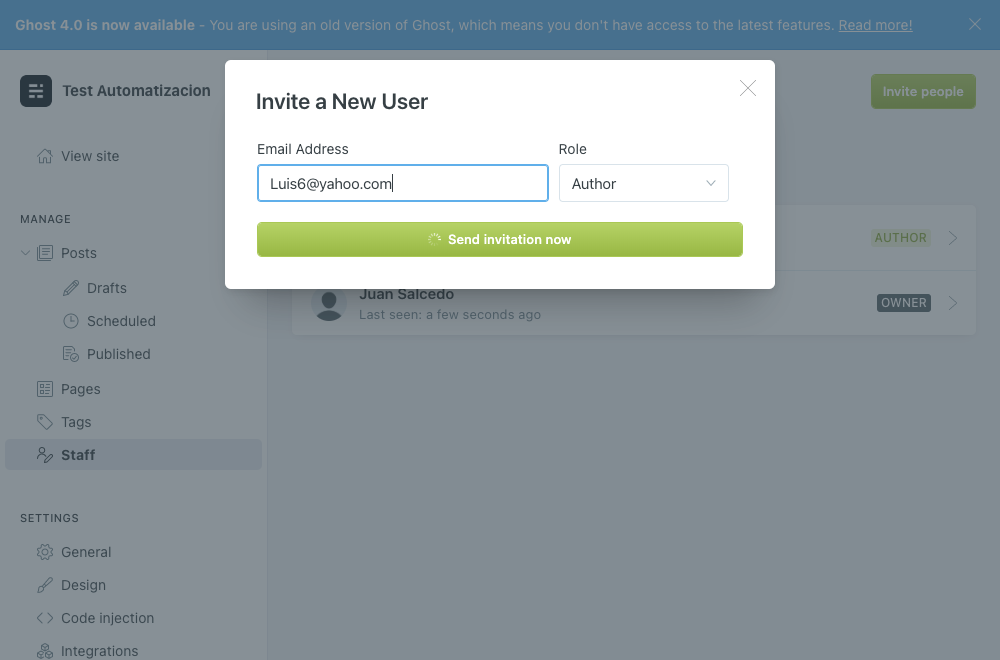 Ghost 4.0 is now available - You are using an old version of Ghost, which means you don't have access to the latest features. Read more!
Test Automatizacion
Invite people
View site
MANAGE
Posts
Drafts
Scheduled
Published
Pages
Tags
Staff
SETTINGS
General
Design
Code injection
Integrations
Invite a New User
Email Address
Role
Luis6@yahoo.com
Author
Send invitation now
AUTHOR
Juan Salcedo
Last seen: a few seconds ago
OWNER